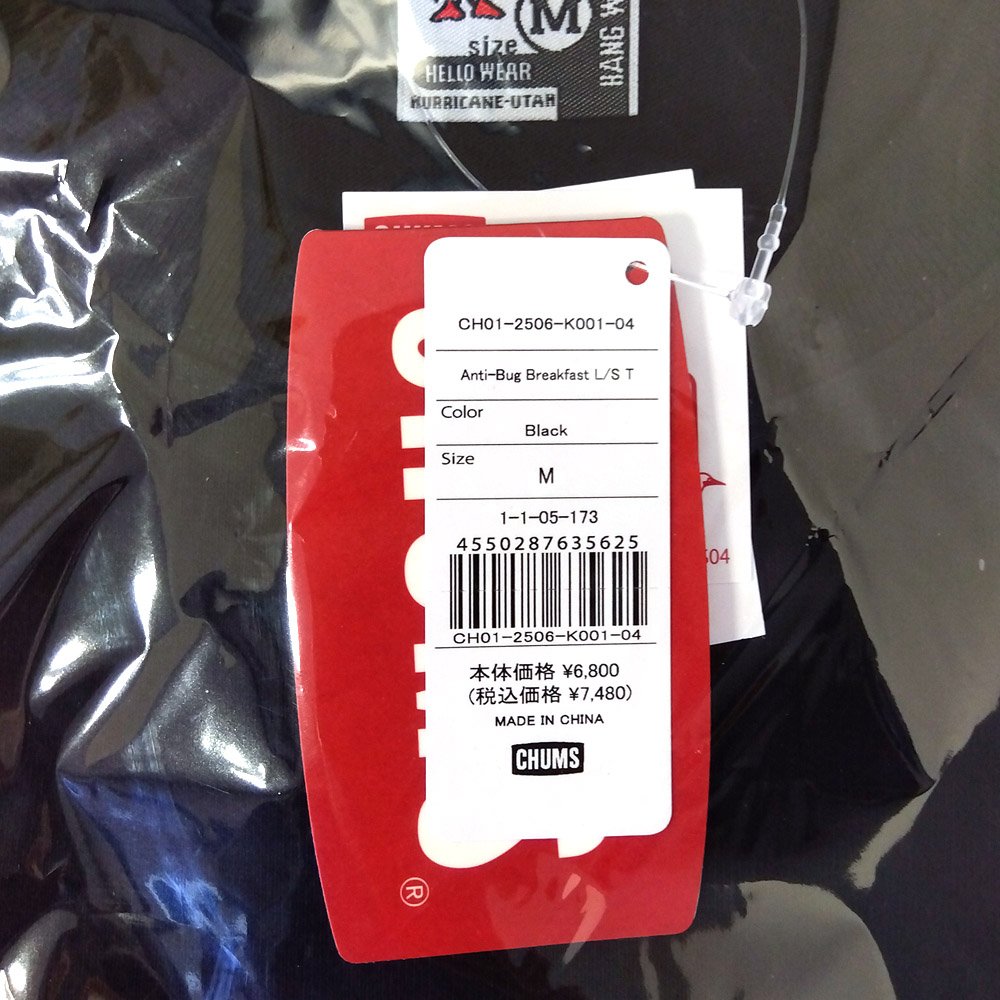 M
size
HELLO WEAR
HURRICANE-UTAH
CH01-2506-K001-04
Anti-Bug Breakfast L/S T
Color
Black
Size
M
1-1-05-173
4550287635625
CH01-2506-K001-04
本体価格 ¥6,800
(税込価格 ¥7,480)
MADE IN CHINA
CHUMS
®